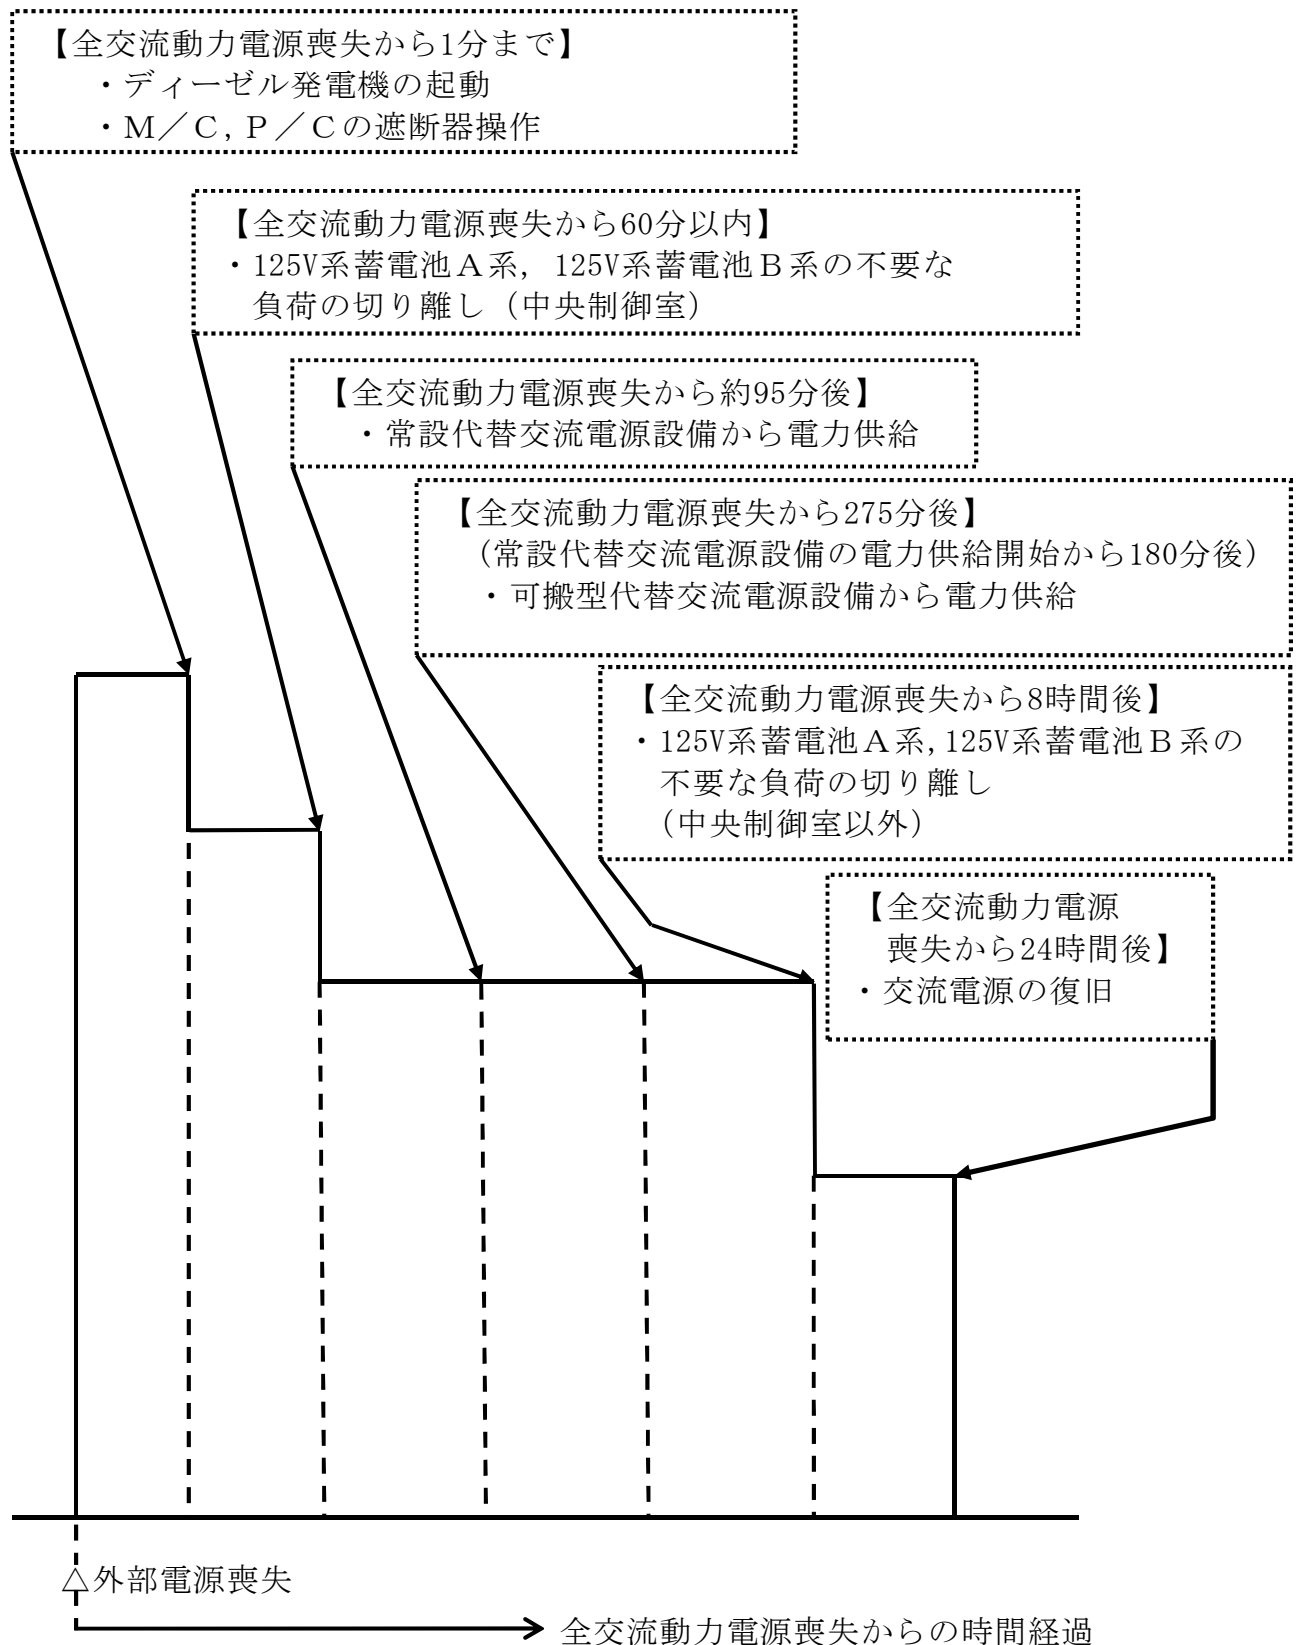 【全交流動力電源喪失から1分まで】
・ディーゼル発電機の起動
・Ｍ／Ｃ，Ｐ／Ｃの遮断器操作
【全交流動力電源喪失から60分以内】
・125V系蓄電池Ａ系，125V系蓄電池Ｂ系の不要な
負荷の切り離し（中央制御室）
【全交流動力電源喪失から約95分後】
・常設代替交流電源設備から電力供給
【全交流動力電源喪失から275分後】
（常設代替交流電源設備の電力供給開始から180分後）
・可搬型代替交流電源設備から電力供給
【全交流動力電源喪失から8時間後】
・125V系蓄電池Ａ系，125V系蓄電池Ｂ系の
不要な負荷の切り離し
（中央制御室以外）
【全交流動力電源
喪失から24時間後】
・交流電源の復旧
△外部電源喪失
全交流動力電源喪失からの時間経過